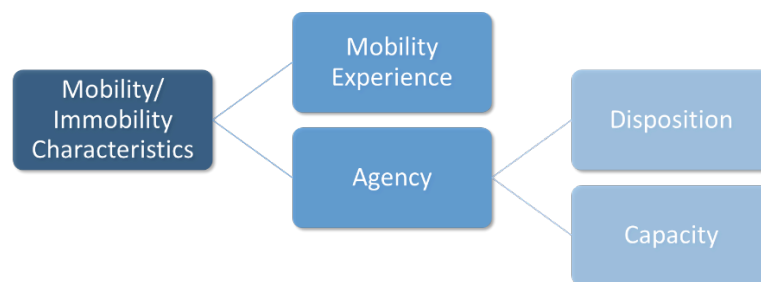 Mobility/
Immobility
Characteristics
Mobility
Experience
Agency
Disposition
Capacity